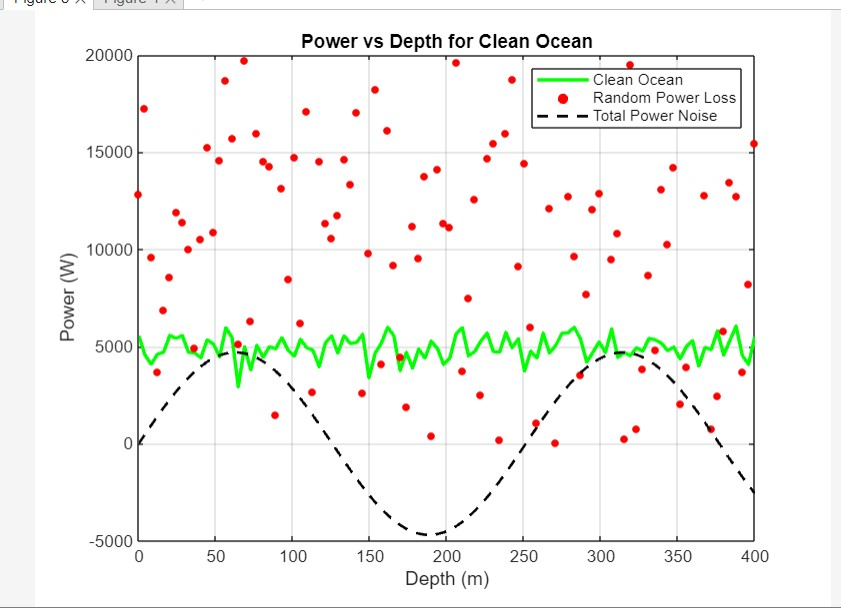 Power vs Depth for Clean Ocean
20000
15000
10000
5000
0
-5000
Power (W)
Clean Ocean
Random Power Loss
Total Power Noise
0 50 100 150 200 250 300 350 400
Depth (m)